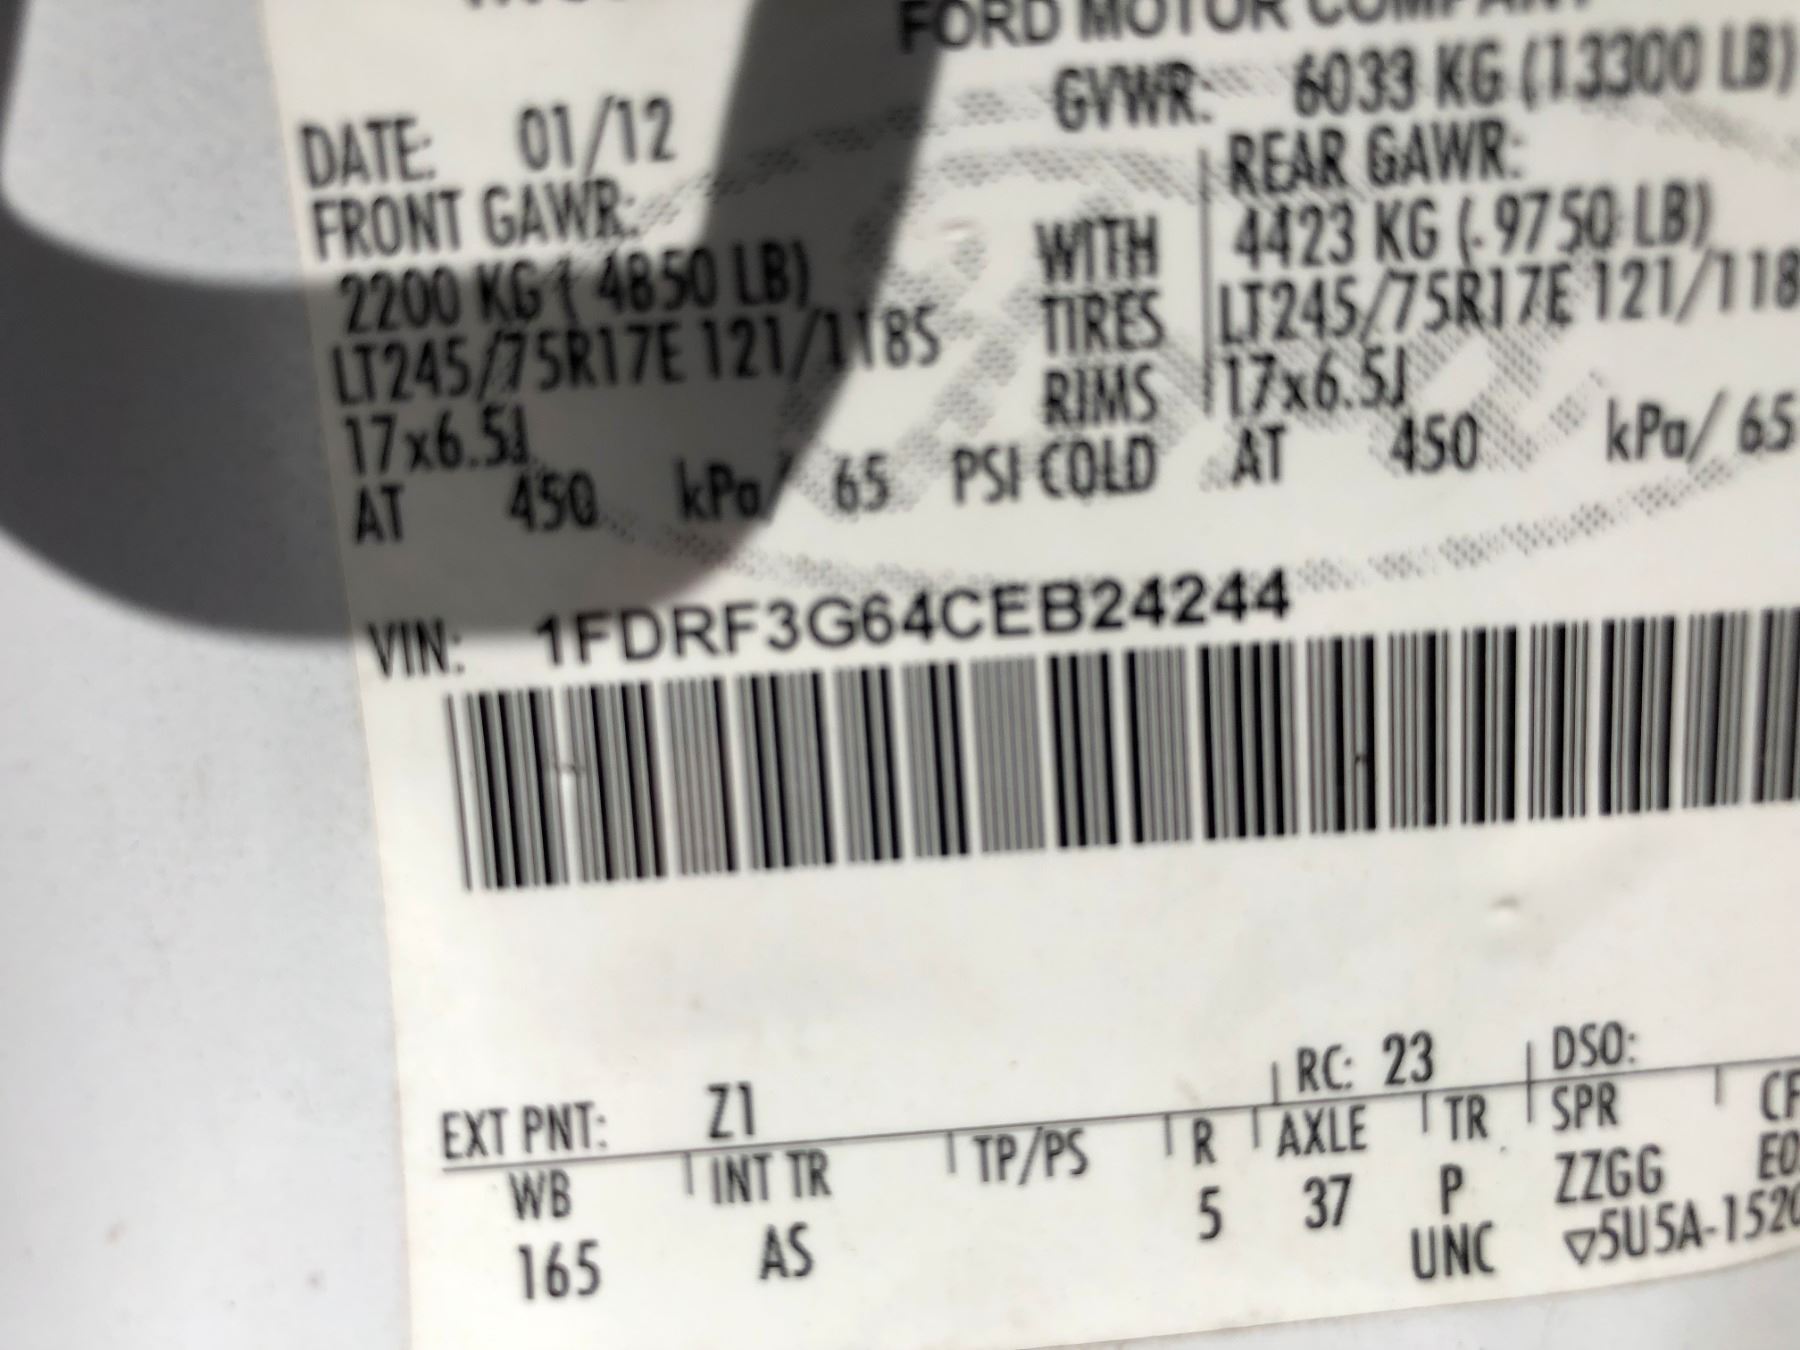 FORD MOTOR COMPANY
DATE: 01/12 GVWR: 6033 KG (13300 LB)
FRONT GAWR: REAR GAWR:
2200 KG ( 4850 LB) WITH 4423 KG ( 9750 LB)
LT245/75R17E 121/118S TIRES LT245/75R17E 121/118
17x6.5J RIMS 17x6.5J
AT 450 kPa/ 65 PSI COLD AT 450 kPa/ 65
VIN: 1FDRF3G64CEB24244
EXT PNT: Z1 RC: 23 DSO:
WB INT TR TP/PS R AXLE TR SPR
165 AS 5 37 P ZZGG
UNC ▽5U5A-1520